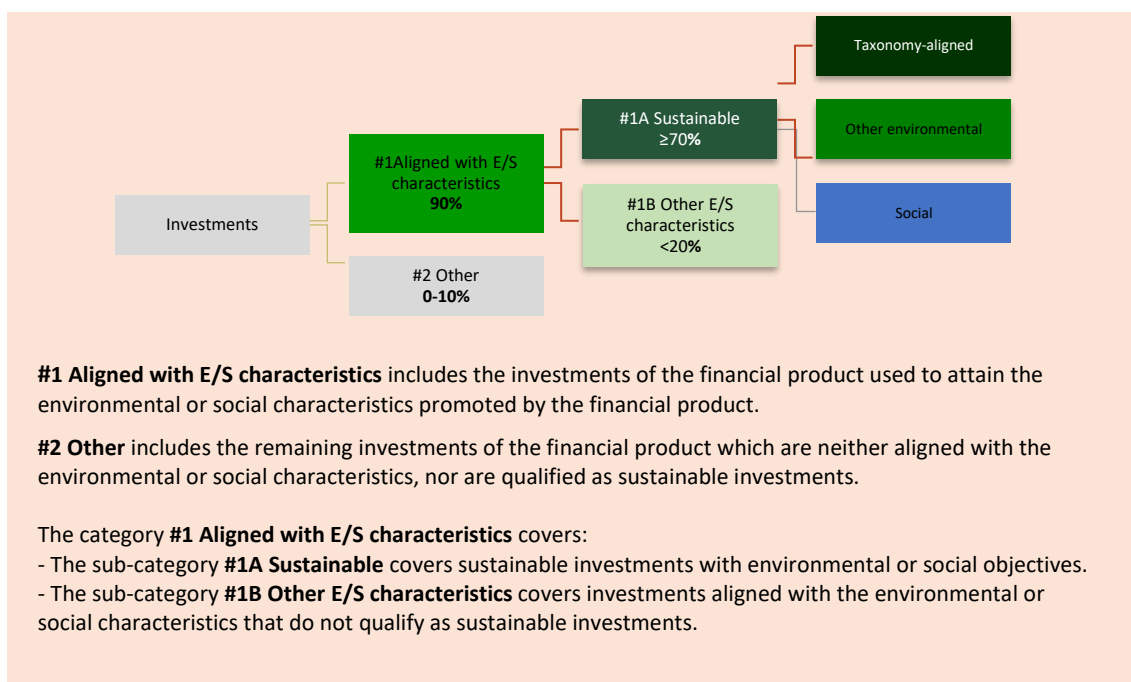 Taxonomy-aligned
#1A Sustainable
≥70%
Other environmental
#1Aligned with E/S
characteristics
90%
#1B Other E/S
characteristics
<20%
Social
Investments
#2 Other
0-10%
#1 Aligned with E/S characteristics includes the investments of the financial product used to attain the
environmental or social characteristics promoted by the financial product.
#2 Other includes the remaining investments of the financial product which are neither aligned with the
environmental or social characteristics, nor are qualified as sustainable investments.
The category #1 Aligned with E/S characteristics covers:
- The sub-category #1A Sustainable covers sustainable investments with environmental or social objectives.
- The sub-category #1B Other E/S characteristics covers investments aligned with the environmental or
social characteristics that do not qualify as sustainable investments.